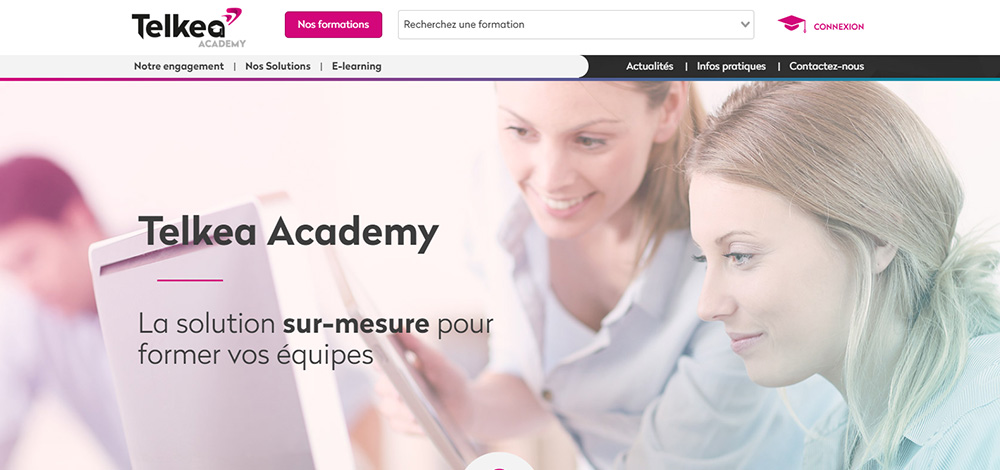 Telkea
ACADEMY
Nos formations
Recherchez une formation
CONNEXION
Notre engagement | Nos Solutions | E-learning
Actualités | Infos pratiques | Contactez-nous
Telkea Academy
La solution sur-mesure pour
former vos équipes